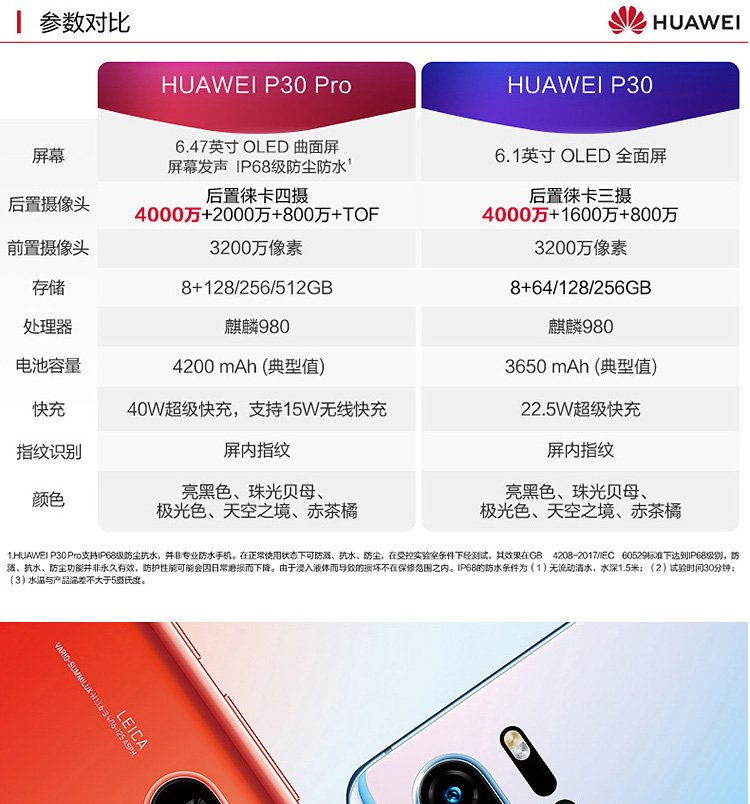 参数对比
HUAWEI
HUAWEI P30 Pro
HUAWEI P30
屏幕
6.47英寸 OLED 曲面屏
屏幕发声 IP68级防尘防水1
6.1英寸 OLED 全面屏
后置摄像头
后置徕卡四摄
4000万+2000万+800万+TOF
后置徕卡三摄
4000万+1600万+800万
前置摄像头
3200万像素
3200万像素
存储
8+128/256/512GB
8+64/128/256GB
处理器
麒麟980
麒麟980
电池容量
4200 mAh (典型值)
3650 mAh (典型值)
快充
40W超级快充，支持15W无线快充
22.5W超级快充
指纹识别
屏内指纹
屏内指纹
颜色
亮黑色、珠光贝母、
极光色、天空之境、赤茶橘
亮黑色、珠光贝母、
极光色、天空之境、赤茶橘
1.HUAWEI P30 Pro支持IP68级防尘抗水，并非专业防水手机。在正常使用状态下可防溅、抗水、防尘，在受控实验室条件下经测试，其效果在GB 4208-2017/IEC 60529标准下达到IP68级别。防
溅、抗水、防尘功能并非永久有效，防护性能可能会因日常磨损而下降。由于浸入液体而导致的损坏不在保修范围之内。IP68的防水条件为（1）无流动清水，水深1.5米；（2）试验时间30分钟；
（3）水温与产品温差不大于5摄氏度。
VARIO-SUMMILUX-H 1:1.6-3.4/16-125 ASPH
LEICA